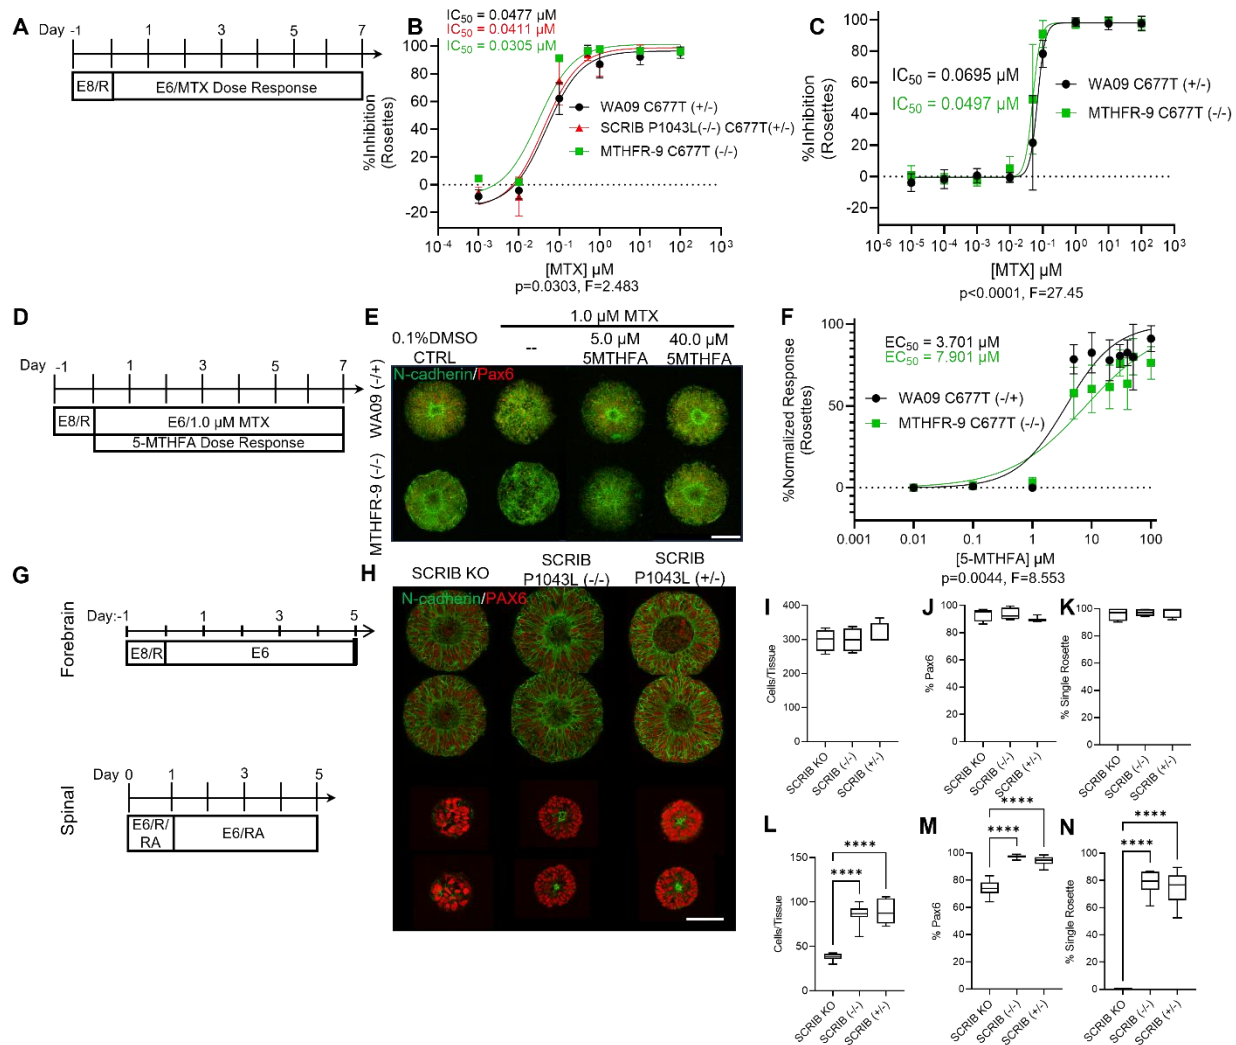 A
Day -1 1 3 5 7
E8/R E6/MTX Dose Response
B
IC50 = 0.0477 µM
IC50 = 0.0411 µM
IC50 = 0.0305 µM
%Inhibition
(Rosettes)
100
80
60
40
20
0
-20
WA09 C677T (+/-)
SCRIB P1043L(-/-) C677T(+/-)
MTHFR-9 C677T (-/-)
10-4 10-3 10-2 10-1 100 101 102 103
[MTX] µM
p=0.0303, F=2.483
C
%Inhibition
(Rosettes)
100
80
60
40
20
0
-20
IC50 = 0.0695 µM
IC50 = 0.0497 µM
WA09 C677T (+/-)
MTHFR-9 C677T (-/-)
10-6 10-5 10-4 10-3 10-2 10-1 100 101 102 103
[MTX] µM
p<0.0001, F=27.45
D
Day -1 1 3 5 7
E8/R E6/1.0 µM MTX
5-MTHFA Dose Response
E
1.0 µM MTX
0.1%DMSO
CTRL
--
5.0 µM
5MTHFA
40.0 µM
5MTHFA
N-cadherin/Pax6
WA09 (-/+)
MTHFR-9 (-/-)
F
%Normalized Response
(Rosettes)
100
50
0
EC50 = 3.701 µM
EC50 = 7.901 µM
WA09 C677T (-/+)
MTHFR-9 C677T (-/-)
0.001 0.01 0.1 1 10 100
[5-MTHFA] µM
p=0.0044, F=8.553
G
Forebrain
Day:-1 1 3 5
E8/R E6
Spinal
Day 0 1 3 5
E6/R/
RA
E6/RA
H
SCRIB KO
SCRIB
P1043L (-/-)
SCRIB
P1043L (+/-)
N-cadherin/PAX6
I
Cells/Tissue
400
300
200
100
0
SCRIB KO
SCRIB (-/-)
SCRIB (+/-)
J
% Pax6
100
80
60
40
20
0
SCRIB KO
SCRIB (-/-)
SCRIB (+/-)
K
% Single Rosette
100
80
60
40
20
0
SCRIB KO
SCRIB (-/-)
SCRIB (+/-)
L
Cells/Tissue
150
100
50
0
****
****
SCRIB KO
SCRIB (-/-)
SCRIB (+/-)
M
% Pax6
100
80
60
40
20
0
****
****
SCRIB KO
SCRIB (-/-)
SCRIB (+/-)
N
% Single Rosette
100
80
60
40
20
0
****
****
SCRIB KO
SCRIB (-/-)
SCRIB (+/-)